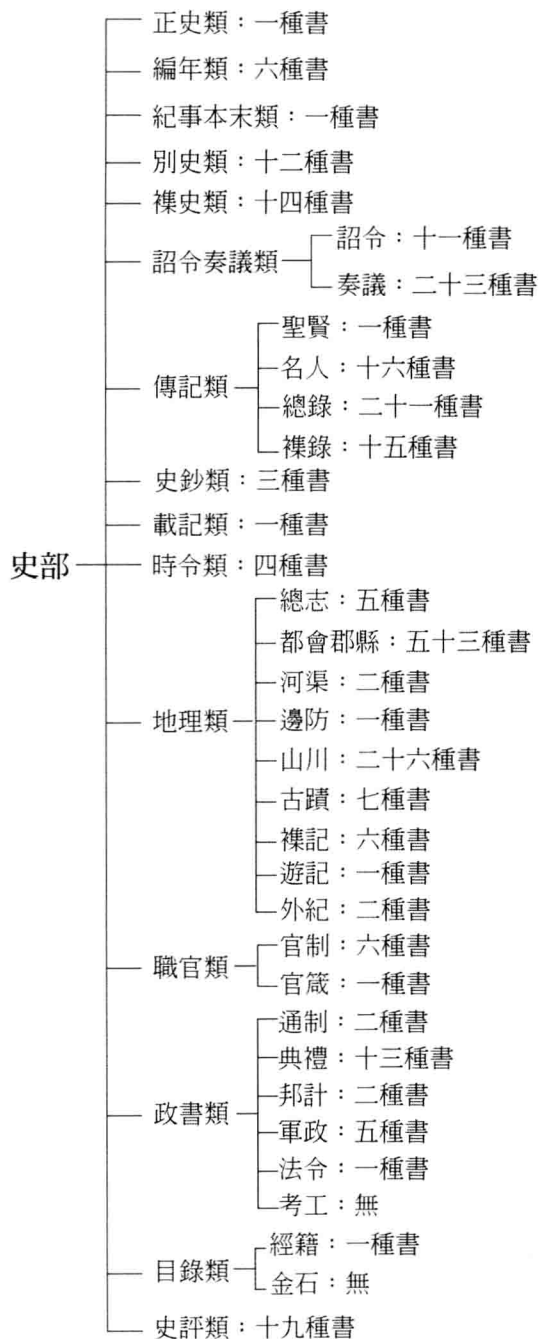 史部
正史類：一種書
編年類：六種書
紀事本末類：一種書
別史類：十二種書
襍史類：十四種書
詔令奏議類
詔令：十一種書
奏議：二十三種書
傳記類
聖賢：一種書
名人：十六種書
總錄：二十一種書
襍錄：十五種書
史鈔類：三種書
載記類：一種書
時令類：四種書
地理類
總志：五種書
都會郡縣：五十三種書
河渠：二種書
邊防：一種書
山川：二十六種書
古蹟：七種書
襍記：六種書
遊記：一種書
外紀：二種書
職官類
官制：六種書
官箴：一種書
政書類
通制：二種書
典禮：十三種書
邦計：二種書
軍政：五種書
法令：一種書
考工：無
目錄類
經籍：一種書
金石：無
史評類：十九種書